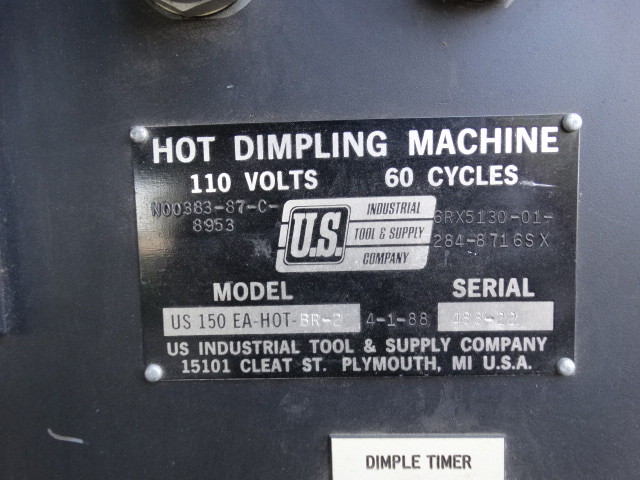 HOT DIMPLING MACHINE
110 VOLTS 60 CYCLES
N00383-87-C-
8953
U.S.
INDUSTRIAL
TOOL & SUPPLY
COMPANY
6RX5130-01-
284-8716SX
MODEL SERIAL
US 150 EA-HOT-BR-2 4-1-88 488-22
US INDUSTRIAL TOOL & SUPPLY COMPANY
15101 CLEAT ST. PLYMOUTH, MI U.S.A.
DIMPLE TIMER